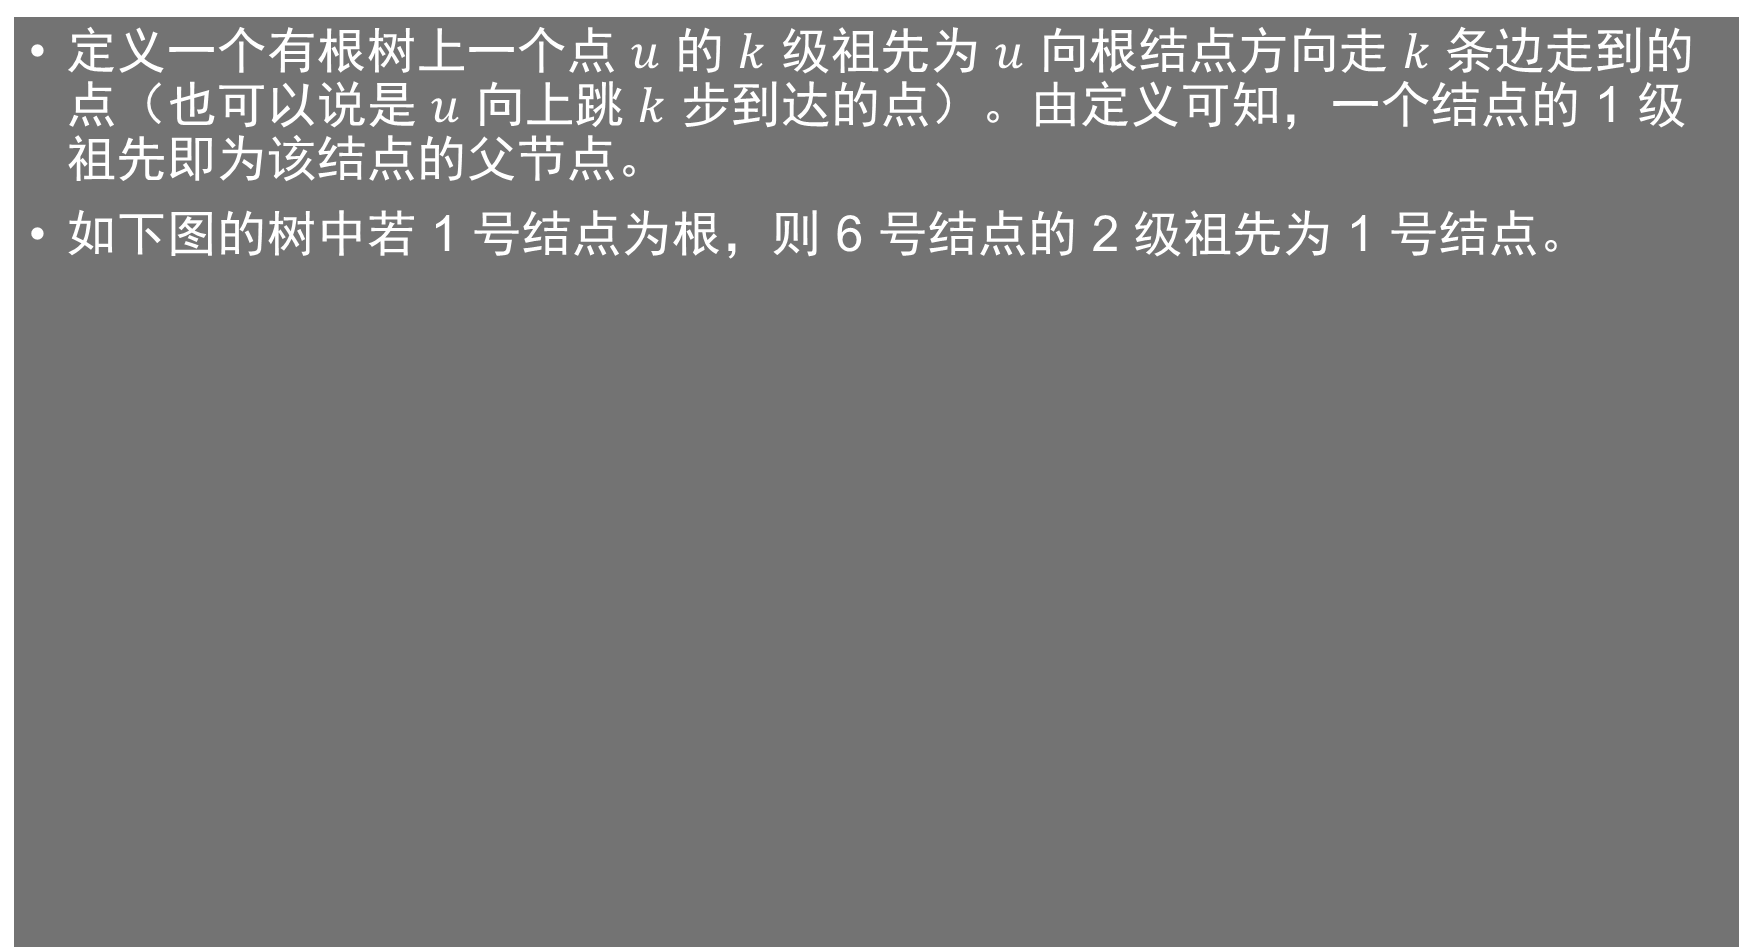 • 定义一个有根树上一个点 u 的 k 级祖先为 u 向根结点方向走 k 条边走到的
点（也可以说是 u 向上跳 k 步到达的点）。由定义可知，一个结点的 1 级
祖先即为该结点的父节点。
• 如下图的树中若 1 号结点为根，则 6 号结点的 2 级祖先为 1 号结点。